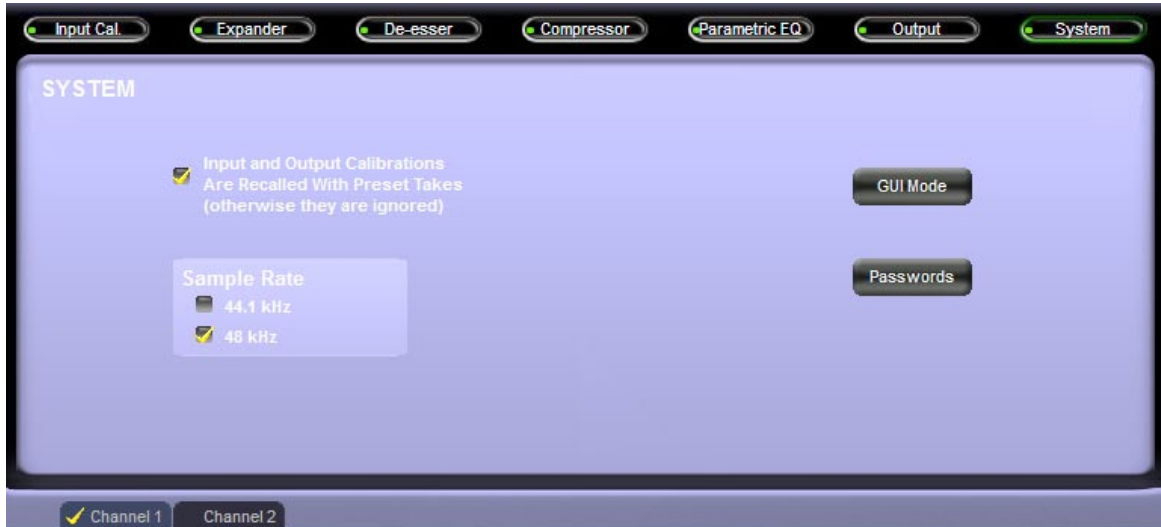 Input Cal.
Expander
De-esser
Compressor
Parametric EQ
Output
System
SYSTEM
Input and Output Calibrations
Are Recalled With Preset Takes
(otherwise they are ignored)
GUI Mode
Sample Rate
44.1 kHz
48 kHz
Passwords
Channel 1
Channel 2